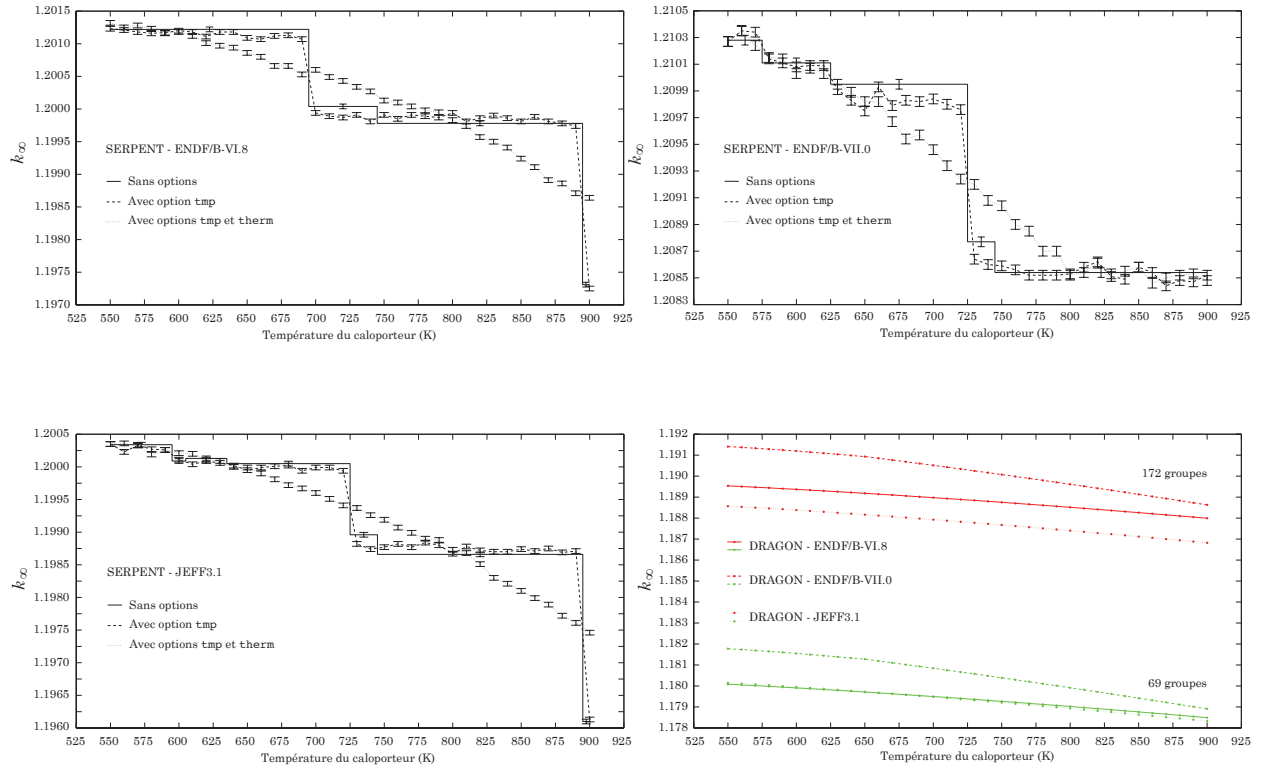 1.2015
1.2010
1.2005
1.2000
1.1995
1.1990
1.1985
1.1980
1.1975
1.1970
k∞
SERPENT - ENDF/B-VI.8
Sans options
Avec option tmp
Avec options tmp et therm
525 550 575 600 625 650 675 700 725 750 775 800 825 850 875 900 925
Température du caloporteur (K)
1.2105
1.2103
1.2101
1.2099
1.2097
1.2095
1.2093
1.2091
1.2089
1.2087
1.2085
1.2083
k∞
SERPENT - ENDF/B-VII.0
Sans options
Avec option tmp
Avec options tmp et therm
525 550 575 600 625 650 675 700 725 750 775 800 825 850 875 900 925
Température du caloporteur (K)
1.2005
1.2000
1.1995
1.1990
1.1985
1.1980
1.1975
1.1970
1.1965
1.1960
k∞
SERPENT - JEFF3.1
Sans options
Avec option tmp
Avec options tmp et therm
525 550 575 600 625 650 675 700 725 750 775 800 825 850 875 900 925
Température du caloporteur (K)
1.192
1.191
1.190
1.189
1.188
1.187
1.186
1.185
1.184
1.183
1.182
1.181
1.180
1.179
1.178
k∞
172 groupes
DRAGON - ENDF/B-VI.8
DRAGON - ENDF/B-VII.0
DRAGON - JEFF3.1
69 groupes
525 550 575 600 625 650 675 700 725 750 775 800 825 850 875 900 925
Température du caloporteur (K)